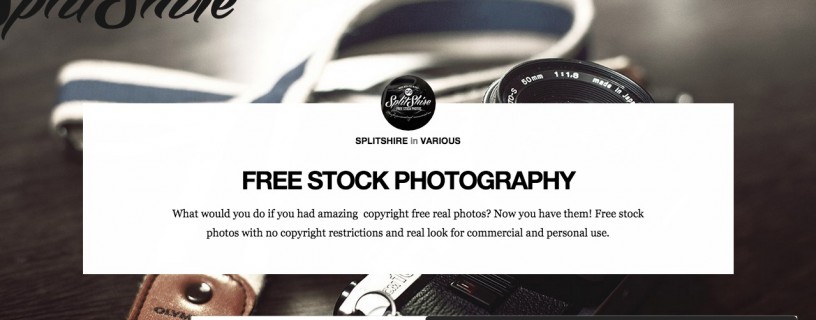 SplitShire
50mm 1:1.8 made in Japan
SplitShire
FREE STOCK PHOTOS
SPLITSHIRE in VARIOUS
FREE STOCK PHOTOGRAPHY
What would you do if you had amazing copyright free real photos? Now you have them! Free stock
photos with no copyright restrictions and real look for commercial and personal use.
OLYM